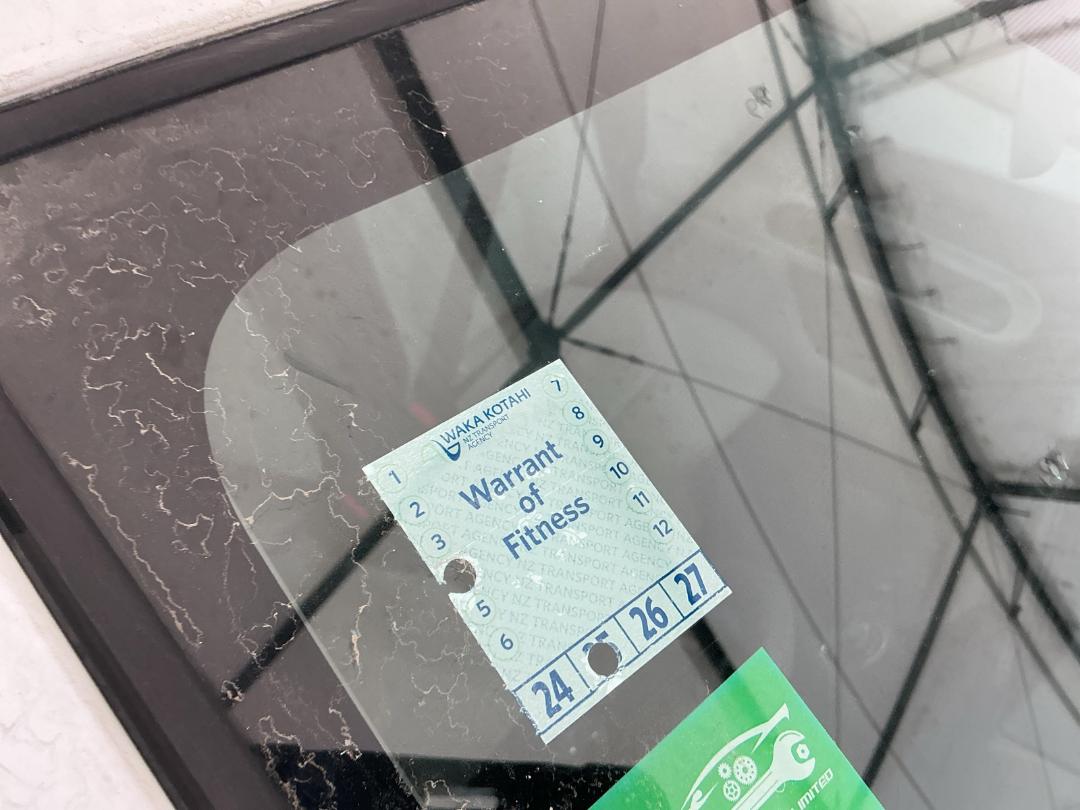 WAKA KOTAHI
NZ TRANSPORT
AGENCY
Warrant
of
Fitness
1
2
3
5
6
7
8
9
10
11
12
24 26 27
LIMITED